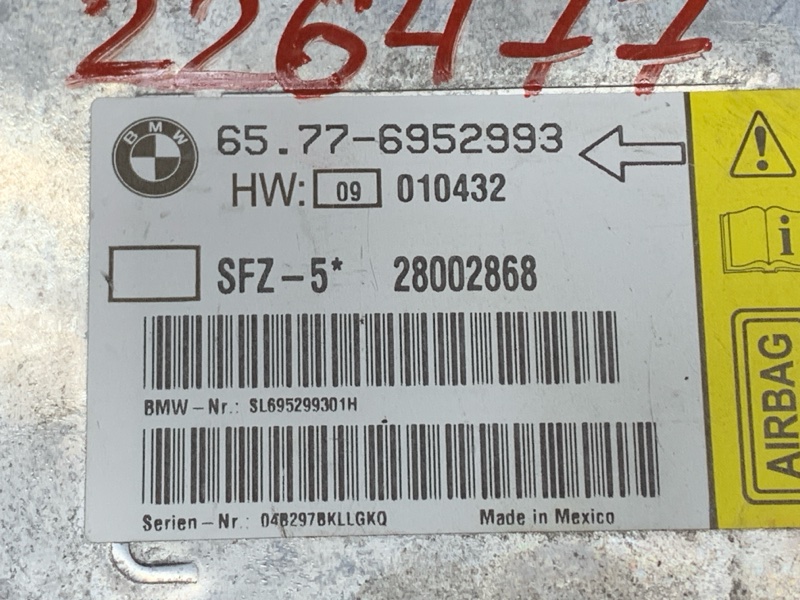 226477
BMW
65.77-6952993
HW: 09 010432
SFZ-5* 28002868
BMW-Nr.: SL695299301H
Serien-Nr: 04B297BKLLGKQ Made in Mexico
!
i
AIRBAG